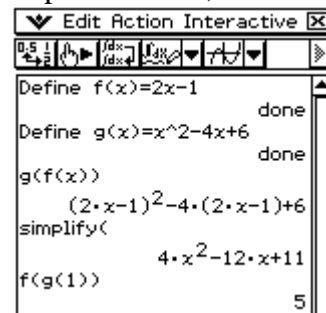 Edit Action Interactive
Define f(x)=2x-1
done
Define g(x)=x^2-4x+6
done
g(f(x))
(2·x-1)²-4·(2·x-1)+6
simplify(
4·x²-12·x+11
f(g(1))
5